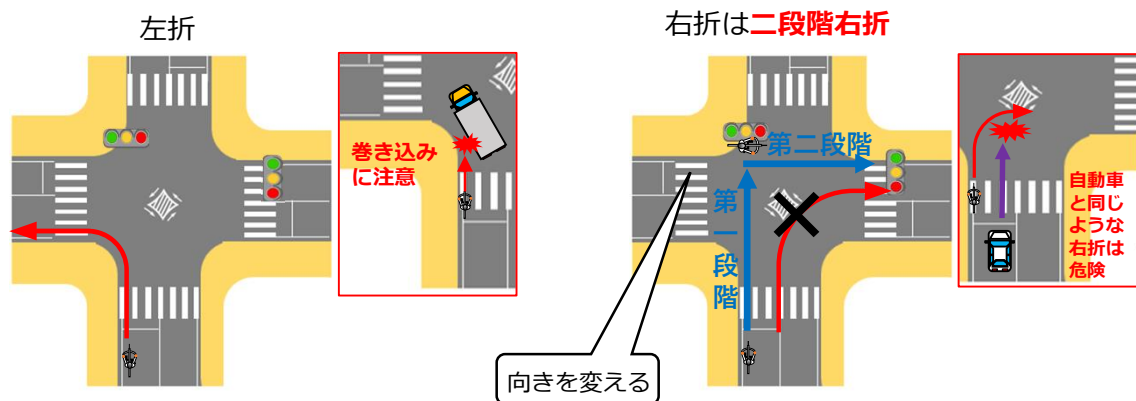 左折
巻き込み
に注意
右折は二段階右折
第二段階
第
一
段
階
向きを変える
自動車
と同じ
ような
右折は
危険